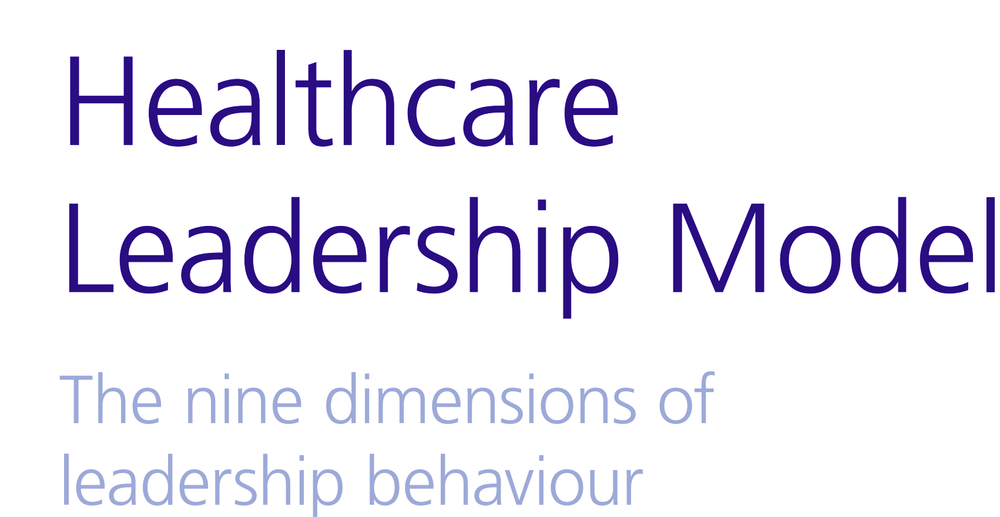 Healthcare
Leadership Model
The nine dimensions of
leadership behaviour